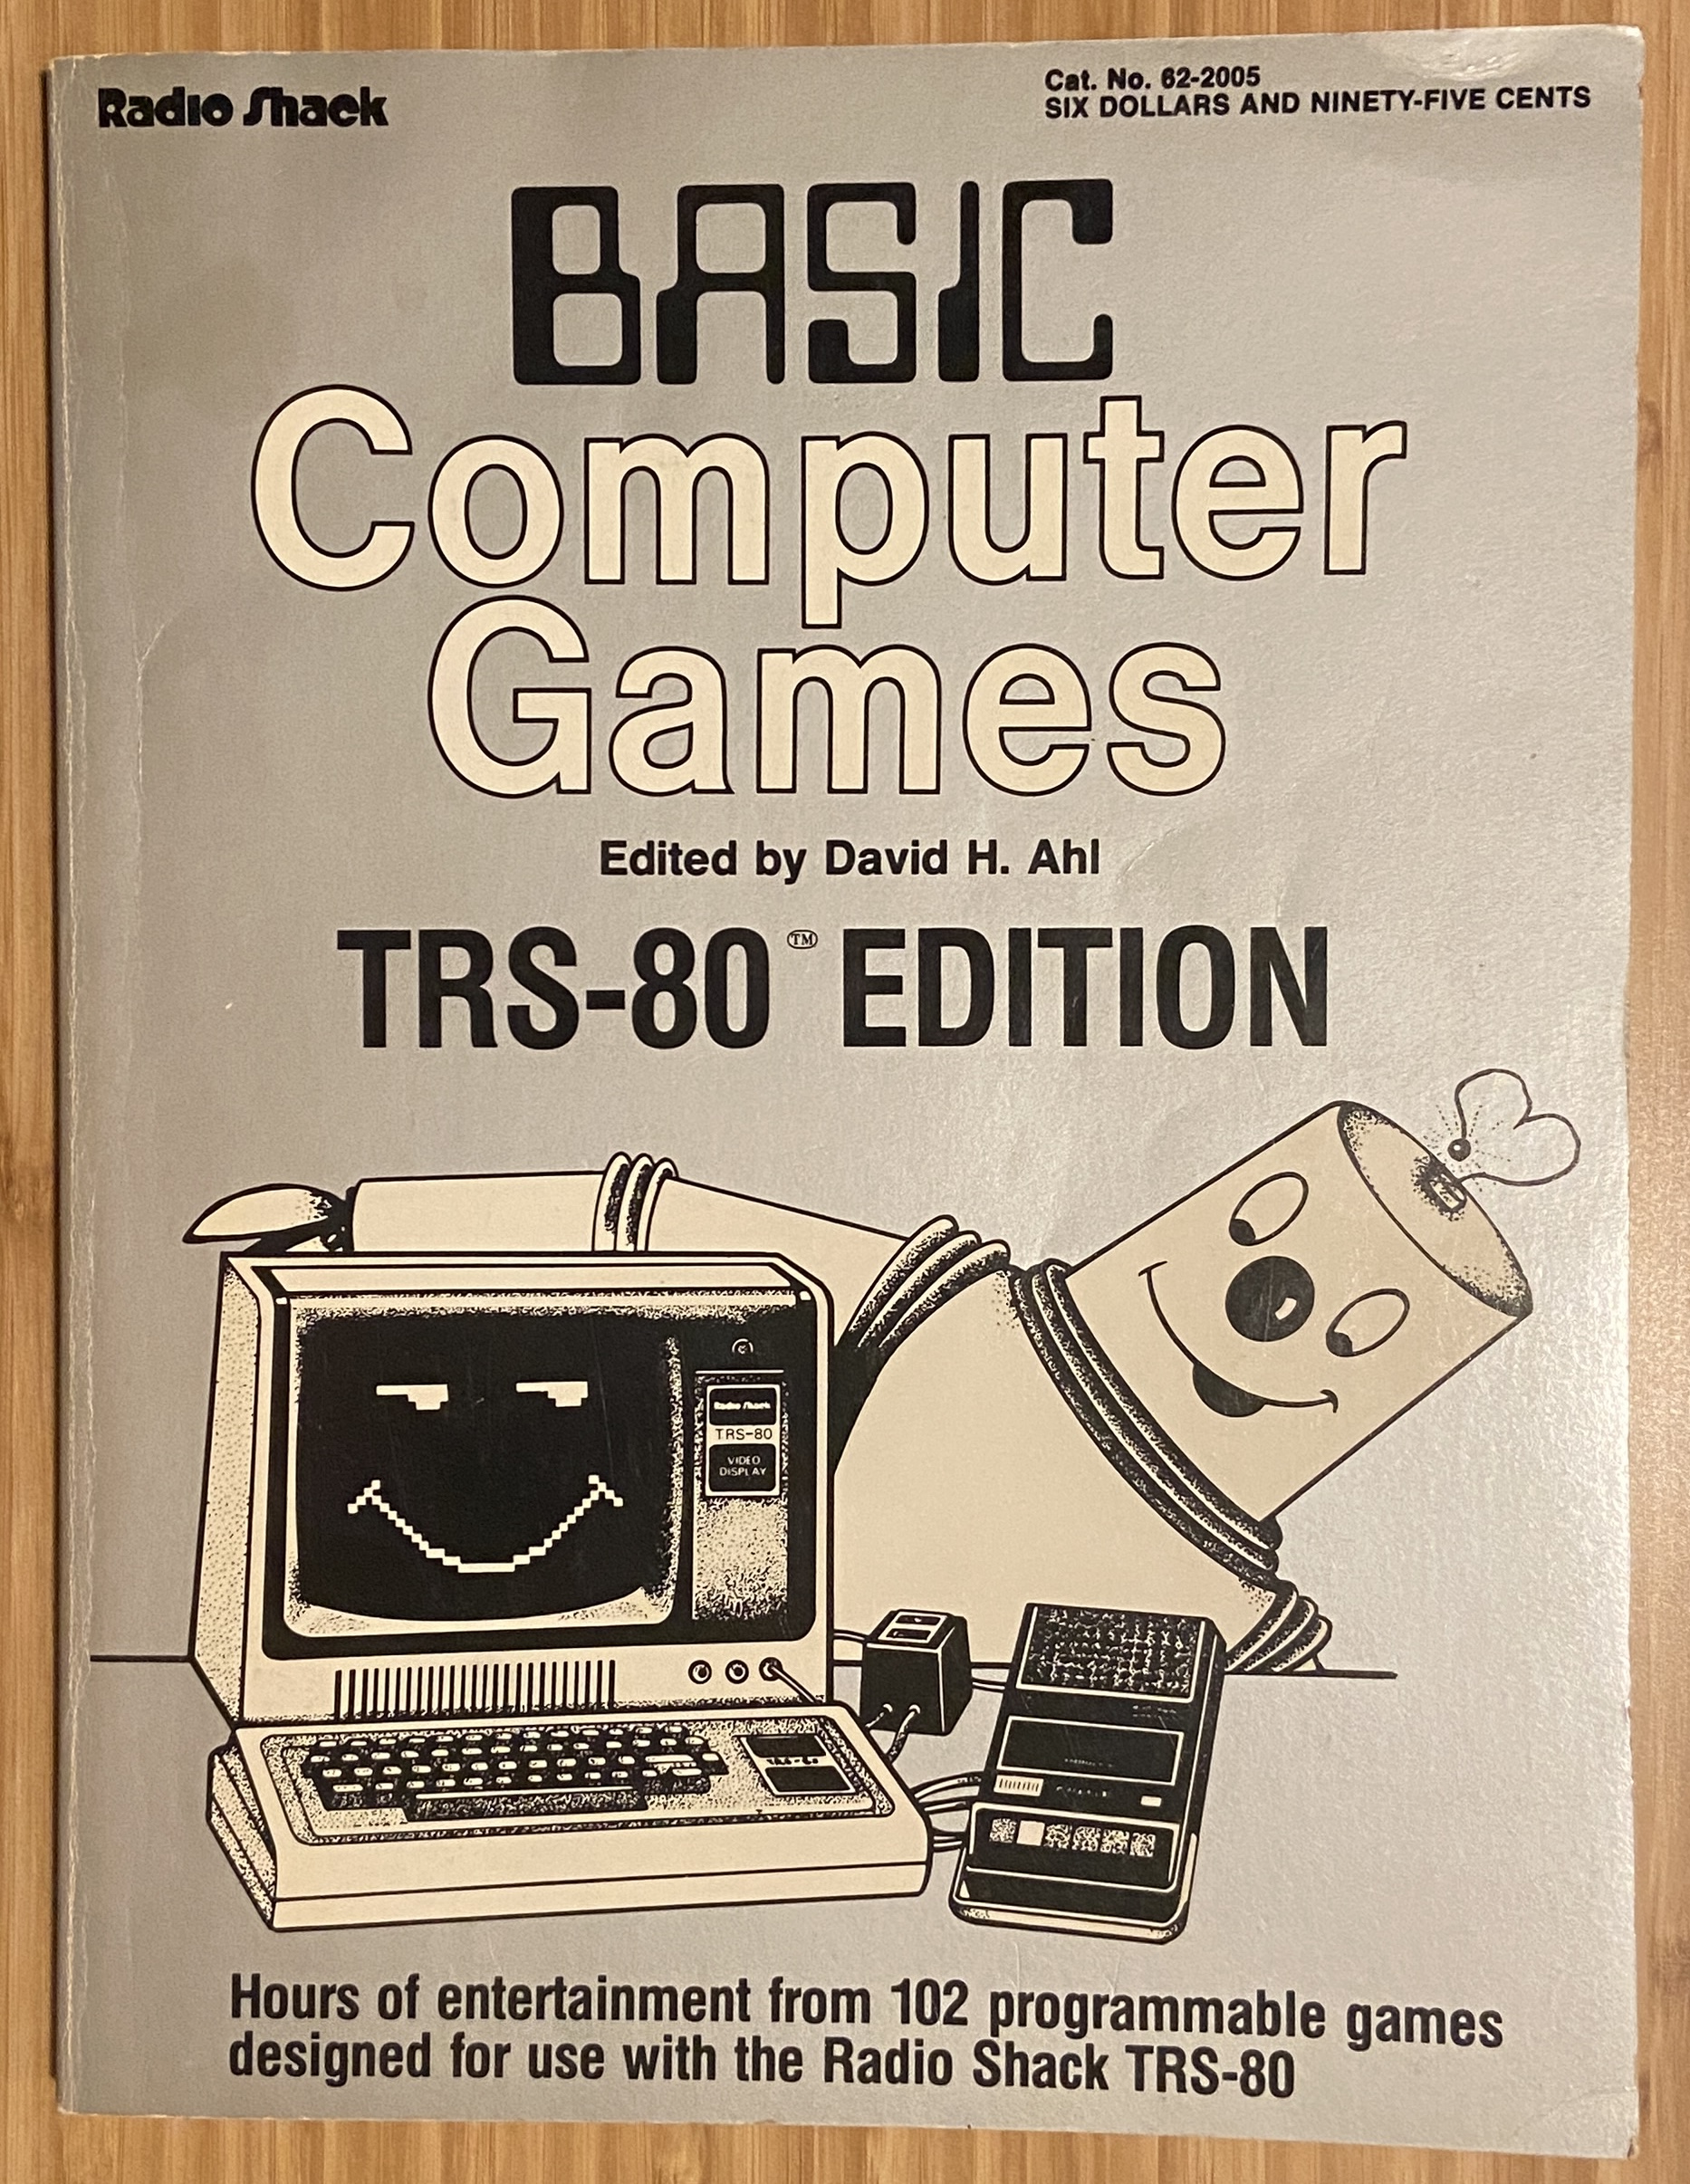 Radio Shack
Cat. No. 62-2005
SIX DOLLARS AND NINETY-FIVE CENTS
BASIC
Computer
Games
Edited by David H. Ahl
TRS-80™ EDITION
Radio Shack
TRS-80
VIDEO
DISPLAY
TRS-80
Hours of entertainment from 102 programmable games
designed for use with the Radio Shack TRS-80